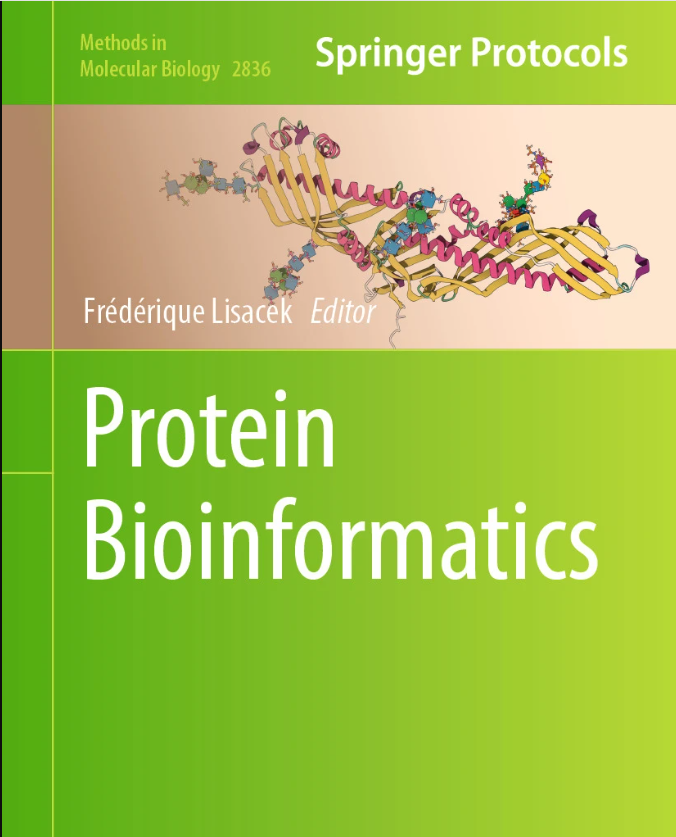 Methods in
Molecular Biology 2836
Springer Protocols
Frédérique Lisacek Editor
Protein
Bioinformatics